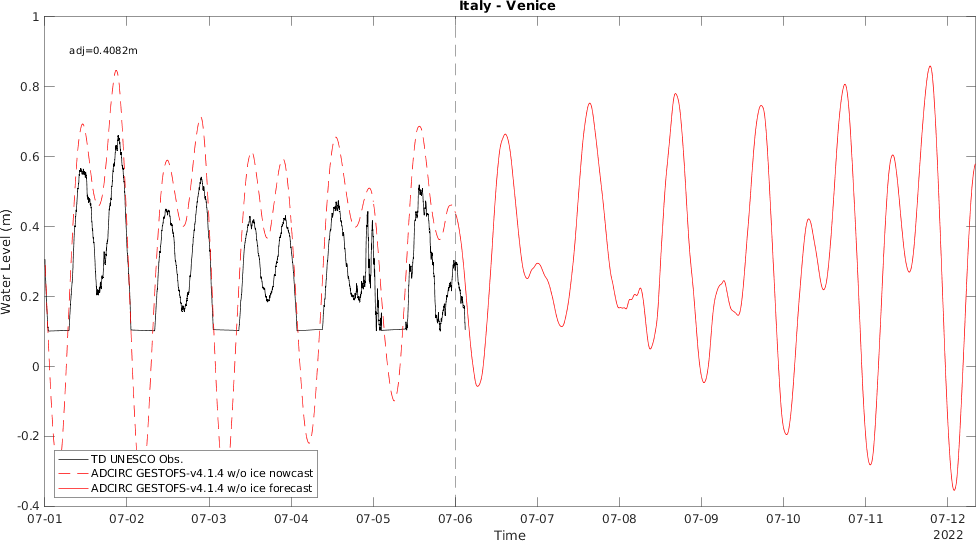 Italy - Venice
adj=0.4082m
Water Level (m)
1
0.8
0.6
0.4
0.2
0
-0.2
-0.4
TD UNESCO Obs.
ADCIRC GESTOFS-v4.1.4 w/o ice nowcast
ADCIRC GESTOFS-v4.1.4 w/o ice forecast
07-01 07-02 07-03 07-04 07-05 07-06 07-07 07-08 07-09 07-10 07-11 07-12
Time
2022